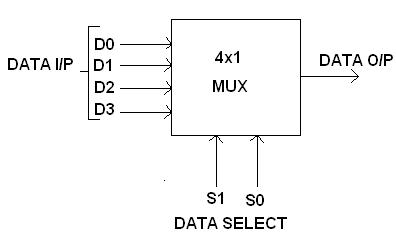 D0
DATA I/P
D1
D2
D3
4x1
MUX
DATA O/P
S1
S0
DATA SELECT